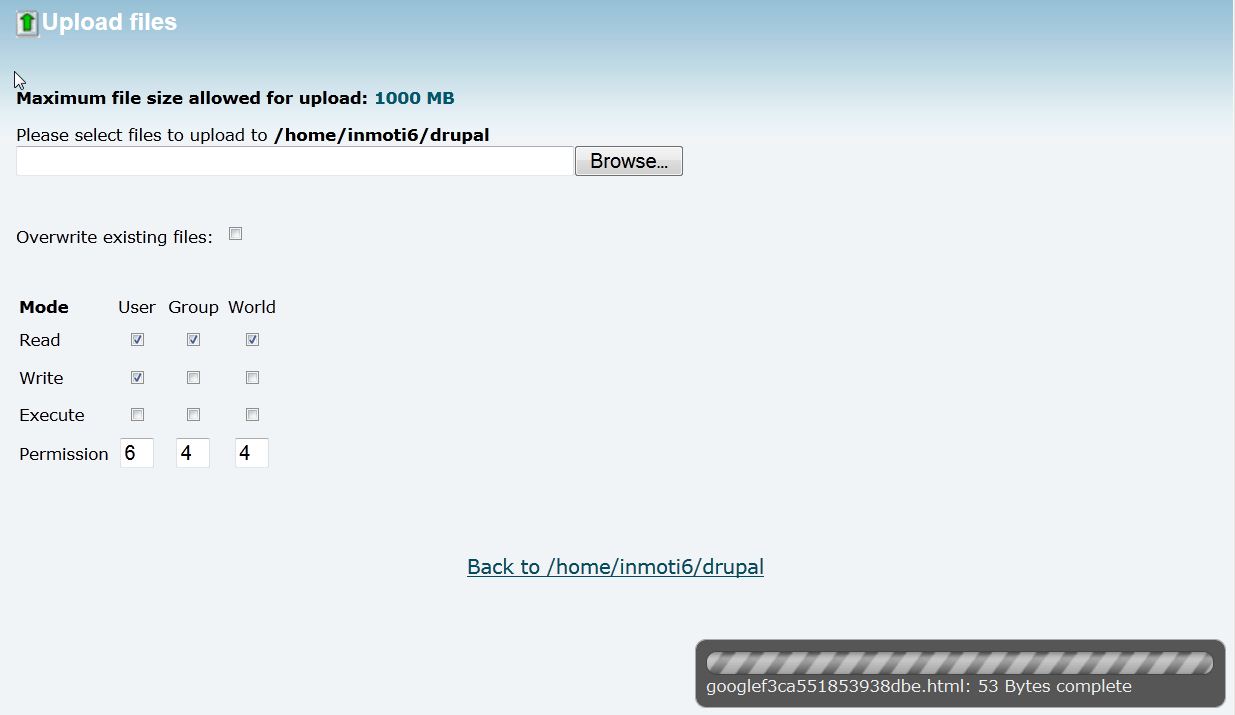 Upload files
Maximum file size allowed for upload: 1000 MB
Please select files to upload to /home/inmoti6/drupal
Browse...
Overwrite existing files:
Mode User Group World
Read
Write
Execute
Permission 6 4 4
Back to /home/inmoti6/drupal
googlef3ca551853938dbe.html: 53 Bytes complete